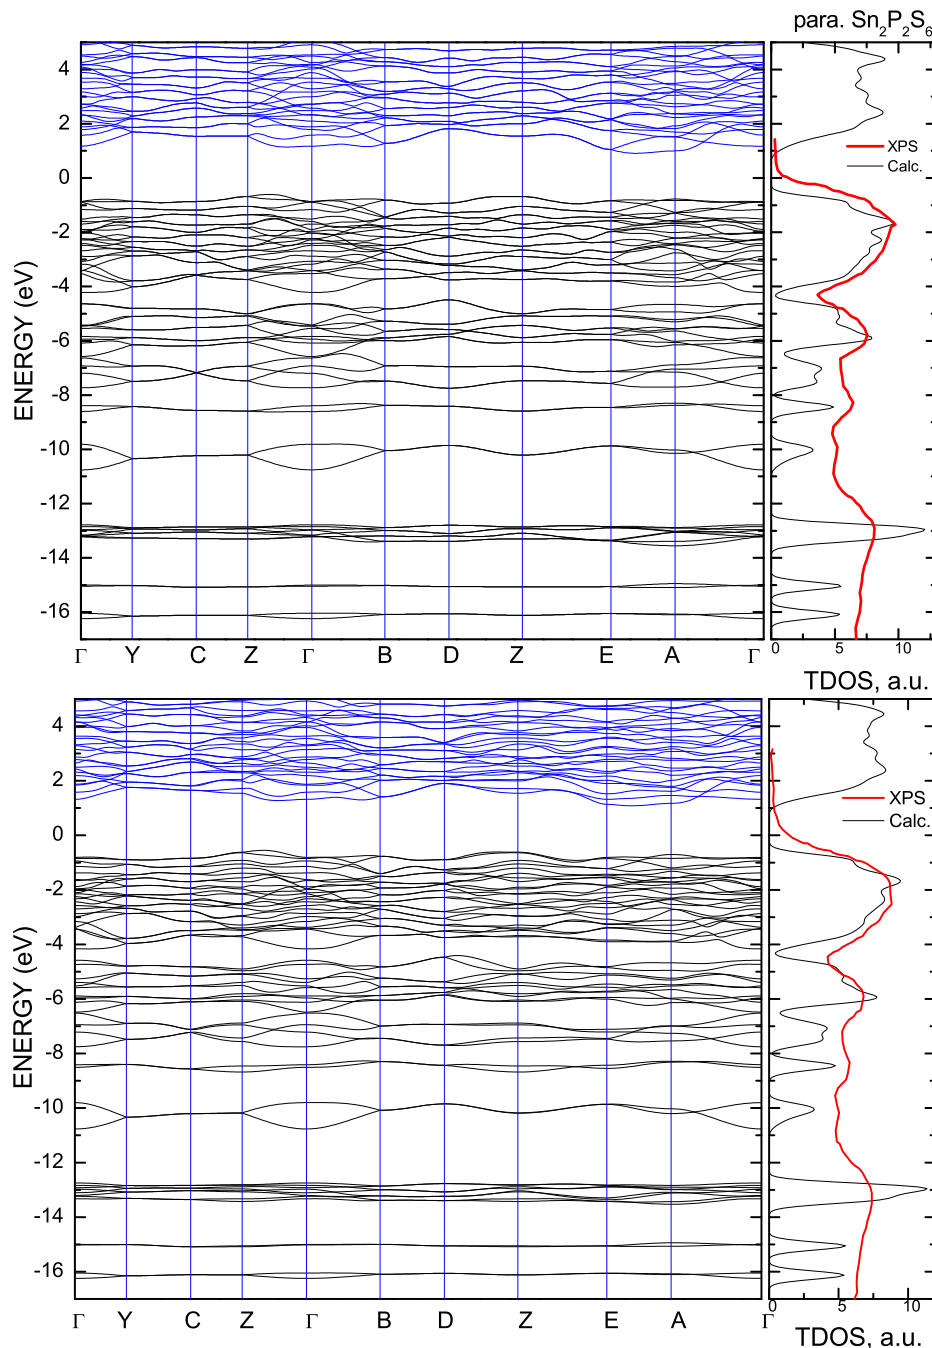 para. Sn2P2S6
4
2
0
-2
-4
-6
-8
-10
-12
-14
-16
ENERGY (eV)
XPS
Calc.
Γ Y C Z Γ B D Z E A Γ
0 5 10
TDOS, a.u.
4
2
0
-2
-4
-6
-8
-10
-12
-14
-16
ENERGY (eV)
XPS
Calc.
Γ Y C Z Γ B D Z E A Γ
5 10
TDOS, a.u.